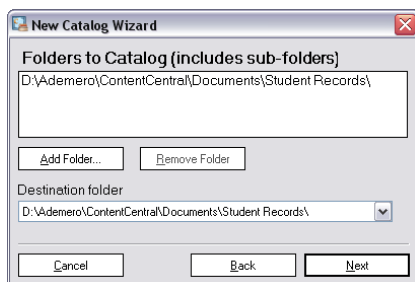 New Catalog Wizard
Folders to Catalog (includes sub-folders)
D:\Ademero\ContentCentral\Documents\Student Records\
Add Folder... Remove Folder
Destination folder
D:\Ademero\ContentCentral\Documents\Student Records\
Cancel Back Next